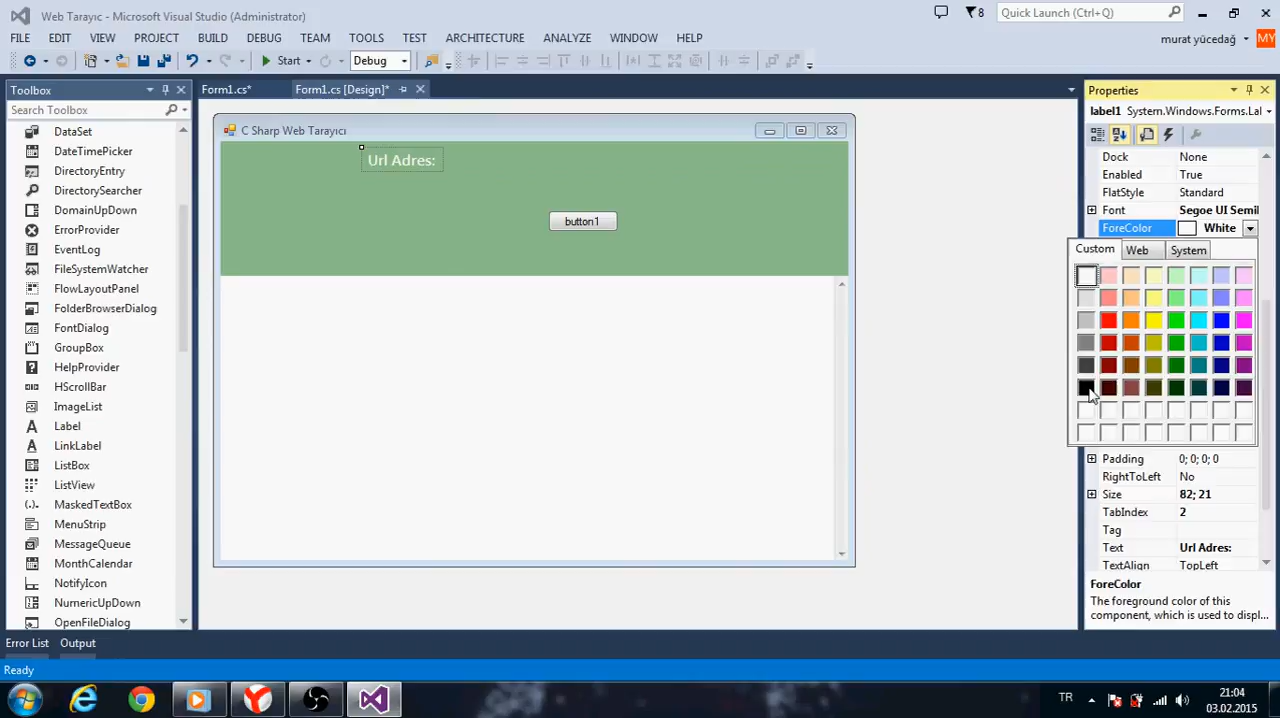 Web Tarayıc - Microsoft Visual Studio (Administrator)
8
Quick Launch (Ctrl+Q)
FILE EDIT VIEW PROJECT BUILD DEBUG TEAM TOOLS TEST ARCHITECTURE ANALYZE WINDOW HELP
murat yücedağ
MY
Start
Debug
Toolbox
Search Toolbox
DataSet
DateTimePicker
DirectoryEntry
DirectorySearcher
DomainUpDown
ErrorProvider
EventLog
FileSystemWatcher
FlowLayoutPanel
FolderBrowserDialog
FontDialog
GroupBox
HelpProvider
HScrollBar
ImageList
Label
LinkLabel
ListBox
ListView
MaskedTextBox
MenuStrip
MessageQueue
MonthCalendar
NotifyIcon
NumericUpDown
OpenFileDialog
Form1.cs*
Form1.cs [Design]*
C Sharp Web Tarayıcı
Url Adres:
button1
Properties
label1 System.Windows.Forms.Lal
Dock None
Enabled True
FlatStyle Standard
Font Segoe UI Semil
ForeColor White
Custom Web System
Padding 0; 0; 0; 0
RightToLeft No
Size 82; 21
TabIndex 2
Tag
Text Url Adres:
TextAlign TopLeft
ForeColor
The foreground color of this
component, which is used to displ...
Error List Output
Ready
TR
21:04
03.02.2015